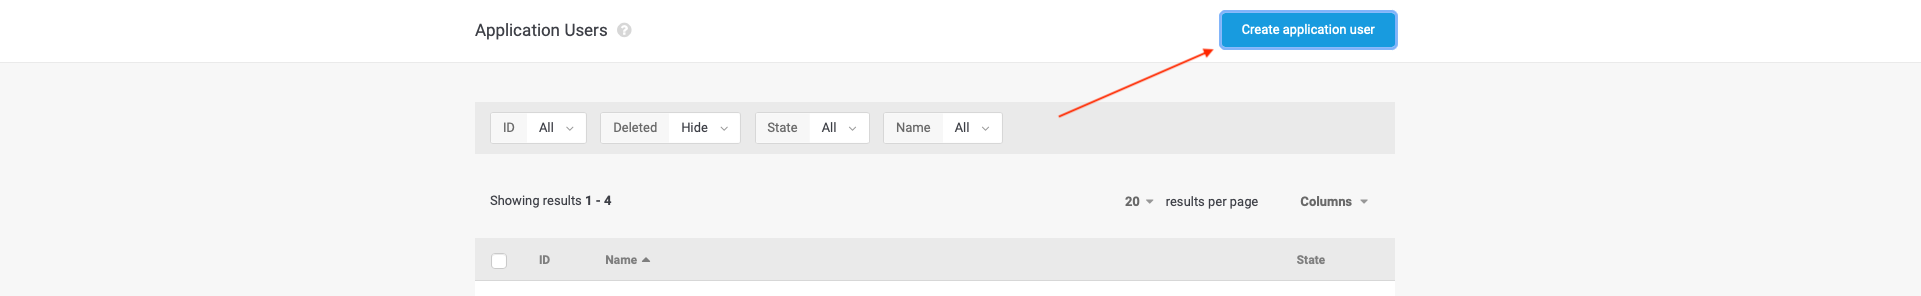 Application Users ?
Create application user
ID All Deleted Hide State All Name All
Showing results 1 - 4
20 results per page Columns
ID Name State